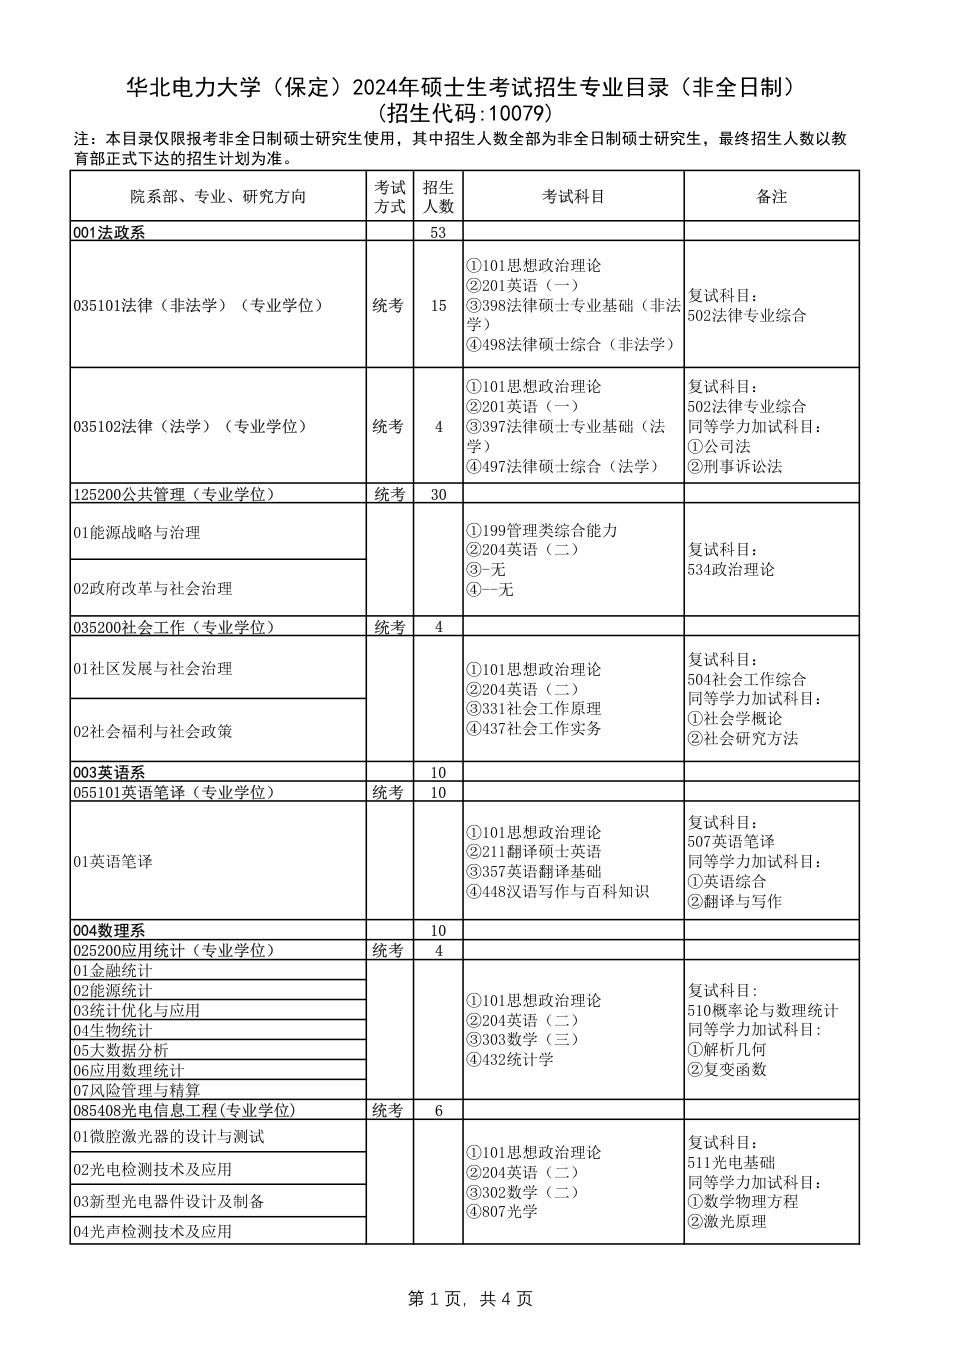 华北电力大学（保定）2024年硕士生考试招生专业目录（非全日制）
(招生代码:10079)
注：本目录仅限报考非全日制硕士研究生使用，其中招生人数全部为非全日制硕士研究生，最终招生人数以教
育部正式下达的招生计划为准。
院系部、专业、研究方向
考试
方式
招生
人数
考试科目
备注
001法政系
53
035101法律（非法学）（专业学位）
统考
15
①101思想政治理论
②201英语（一）
③398法律硕士专业基础（非法
学）
④498法律硕士综合（非法学）
复试科目：
502法律专业综合
035102法律（法学）（专业学位）
统考
4
①101思想政治理论
②201英语（一）
③397法律硕士专业基础（法
学）
④497法律硕士综合（法学）
复试科目：
502法律专业综合
同等学力加试科目：
①公司法
②刑事诉讼法
125200公共管理（专业学位）
统考
30
01能源战略与治理
02政府改革与社会治理
①199管理类综合能力
②204英语（二）
③-无
④--无
复试科目：
534政治理论
035200社会工作（专业学位）
统考
4
01社区发展与社会治理
02社会福利与社会政策
①101思想政治理论
②204英语（二）
③331社会工作原理
④437社会工作实务
复试科目：
504社会工作综合
同等学力加试科目：
①社会学概论
②社会研究方法
003英语系
10
055101英语笔译（专业学位）
统考
10
01英语笔译
①101思想政治理论
②211翻译硕士英语
③357英语翻译基础
④448汉语写作与百科知识
复试科目：
507英语笔译
同等学力加试科目：
①英语综合
②翻译与写作
004数理系
10
025200应用统计（专业学位）
统考
4
01金融统计
02能源统计
03统计优化与应用
04生物统计
05大数据分析
06应用数理统计
07风险管理与精算
①101思想政治理论
②204英语（二）
③303数学（三）
④432统计学
复试科目：
510概率论与数理统计
同等学力加试科目：
①解析几何
②复变函数
085408光电信息工程(专业学位)
统考
6
01微腔激光器的设计与测试
02光电检测技术及应用
03新型光电器件设计及制备
04光声检测技术及应用
①101思想政治理论
②204英语（二）
③302数学（二）
④807光学
复试科目：
511光电基础
同等学力加试科目：
①数学物理方程
②激光原理
第 1 页，共 4 页